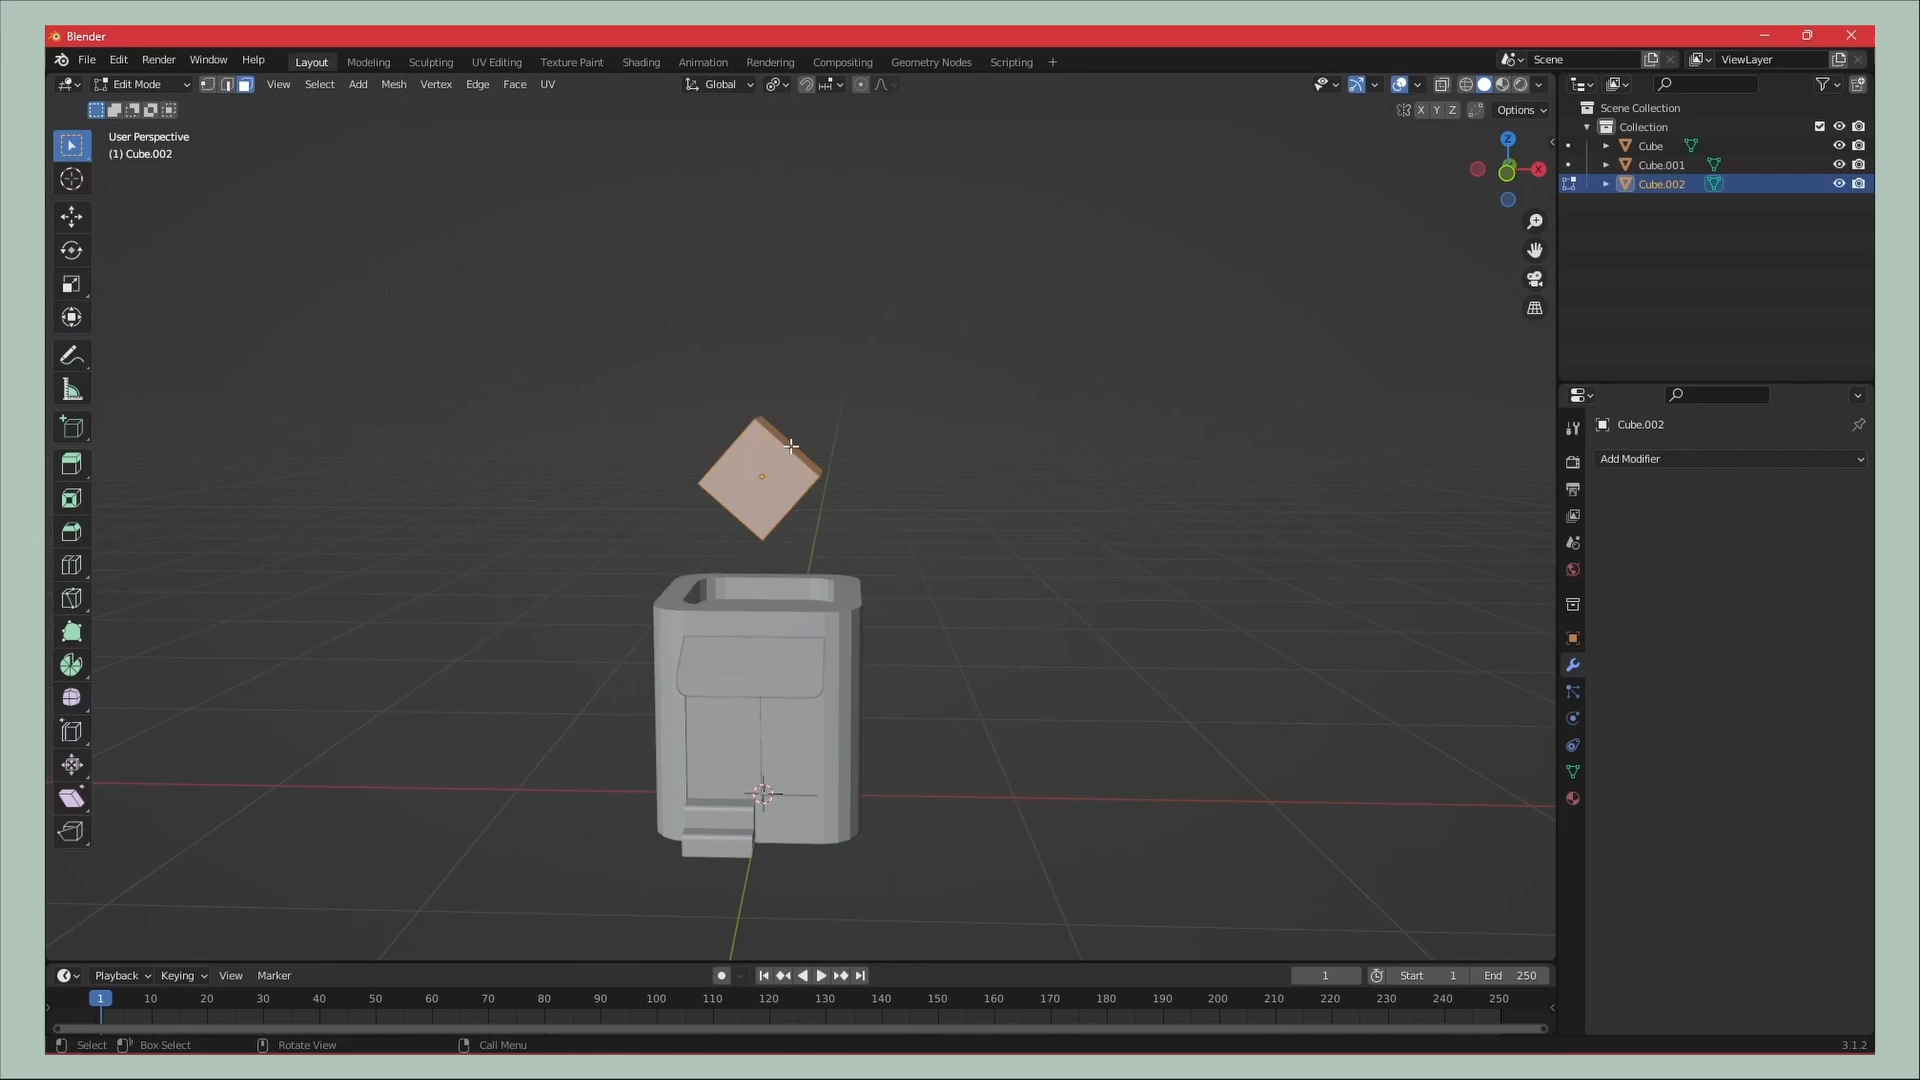 Blender
File Edit Render Window Help Layout Modeling Sculpting UV Editing Texture Paint Shading Animation Rendering Compositing Geometry Nodes Scripting + Scene ViewLayer
Edit Mode View Select Add Mesh Vertex Edge Face UV Global
X Y Z Options
Scene Collection
Collection
Cube
Cube.001
Cube.002
User Perspective
(1) Cube.002
Z
X
Cube.002
Add Modifier
Playback Keying View Marker 1 Start 1 End 250
1 10 20 30 40 50 60 70 80 90 100 110 120 130 140 150 160 170 180 190 200 210 220 230 240 250
Select Box Select Rotate View Call Menu 3.1.2